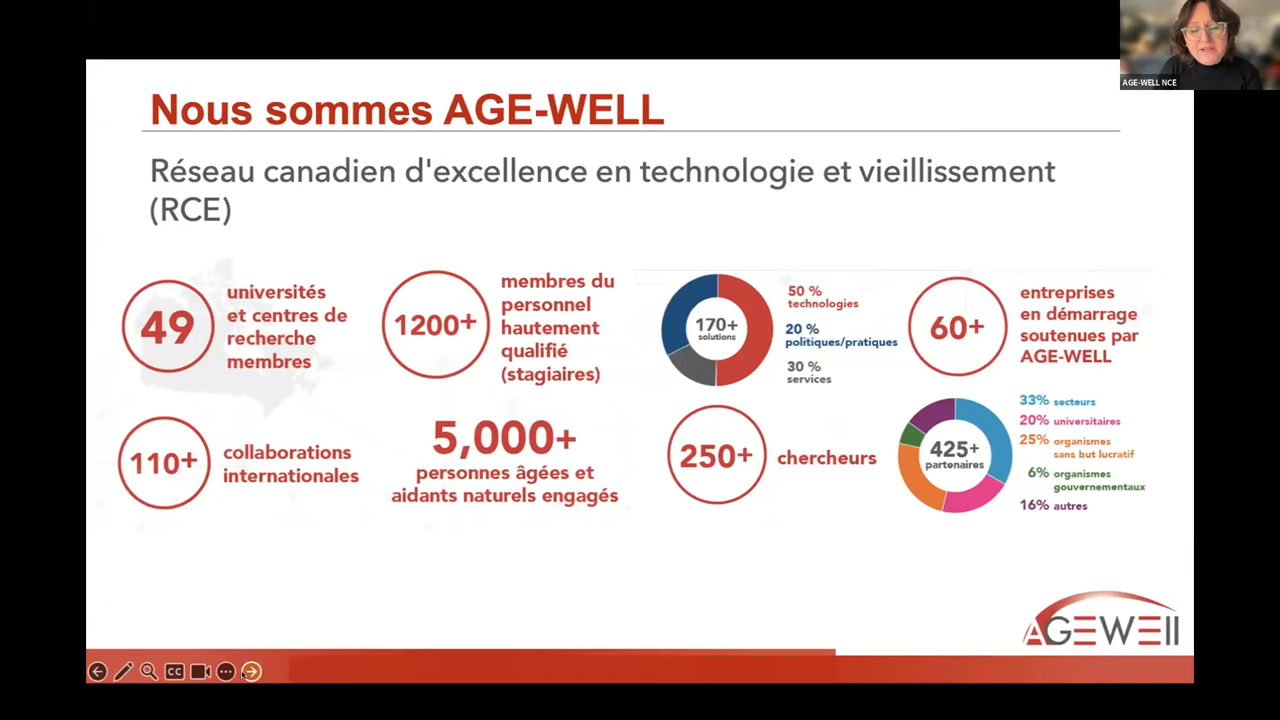 AGE-WELL NCE
Nous sommes AGE-WELL
Réseau canadien d'excellence en technologie et vieillissement
(RCE)
49
universités
et centres de
recherche
membres
1200+
membres du
personnel
hautement
qualifié
(stagiaires)
170+
solutions
50 %
technologies
20 %
politiques/pratiques
30 %
services
60+
entreprises
en démarrage
soutenues par
AGE-WELL
110+
collaborations
internationales
5,000+
personnes âgées et
aidants naturels engagés
250+
chercheurs
425+
partenaires
33% secteurs
20% universitaires
25% organismes
sans but lucratif
6% organismes
gouvernementaux
16% autres
AGEWELL
CC